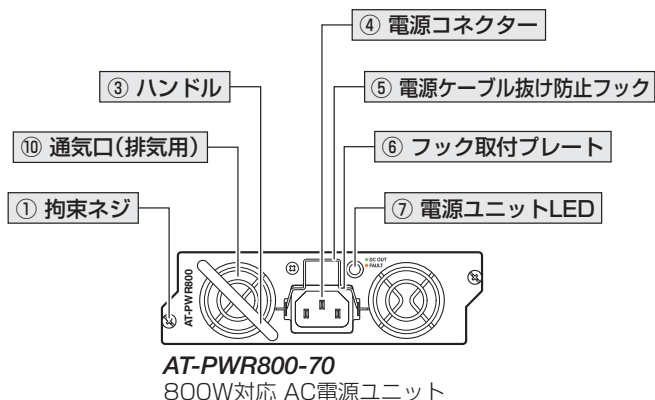 ④ 電源コネクター
③ ハンドル
⑤ 電源ケーブル抜け防止フック
⑩ 通気口(排気用)
⑥ フック取付プレート
① 拘束ネジ
⑦ 電源ユニットLED
DC OUT
FAULT
AT-PWR800
AT-PWR800-70
800W対応 AC電源ユニット